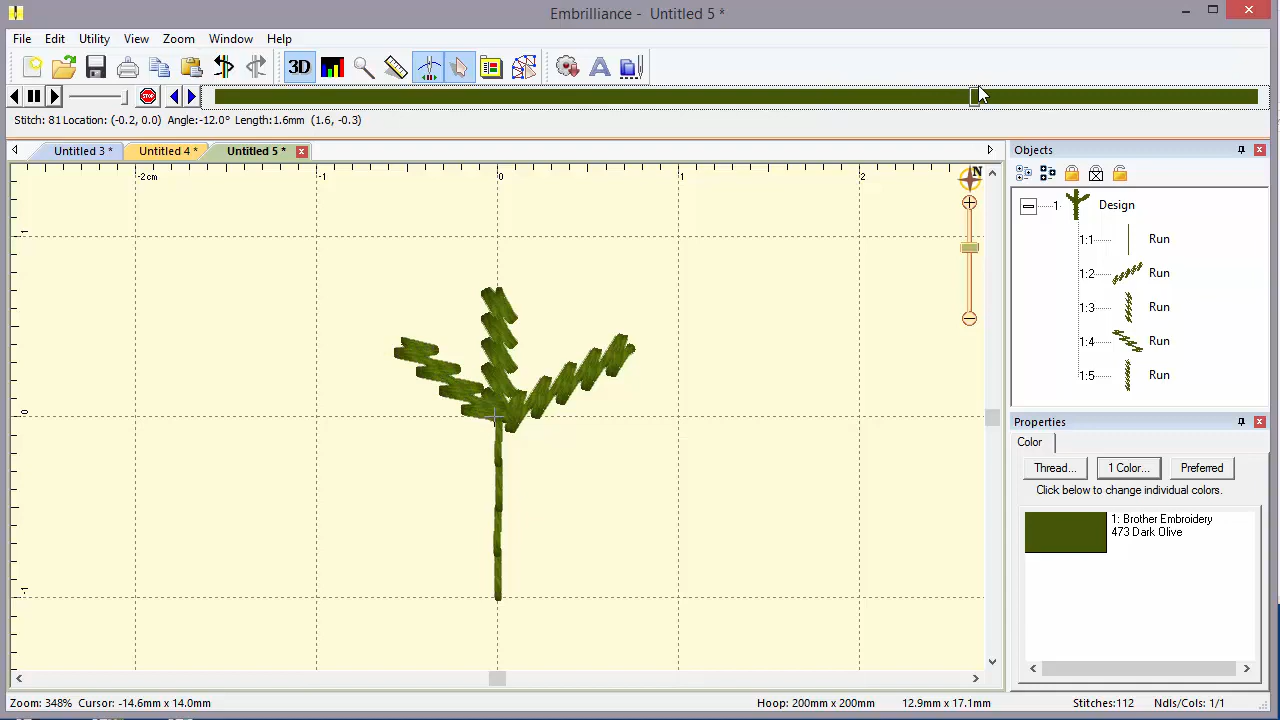 Embrilliance - Untitled 5 *
File Edit Utility View Zoom Window Help
3D
STOP
Stitch: 81 Location: (-0.2, 0.0) Angle:-12.0° Length:1.6mm (1.6, -0.3)
Untitled 3 * Untitled 4 * Untitled 5 *
-2cm -1 0 1 2
N
1
0
-1
Objects
1 Design
1:1 Run
1:2 Run
1:3 Run
1:4 Run
1:5 Run
Properties
Color
Thread... 1 Color... Preferred
Click below to change individual colors.
1: Brother Embroidery
473 Dark Olive
Zoom: 348% Cursor: -14.6mm x 14.0mm Hoop: 200mm x 200mm 12.9mm x 17.1mm Stitches:112 Ndls/Cols: 1/1